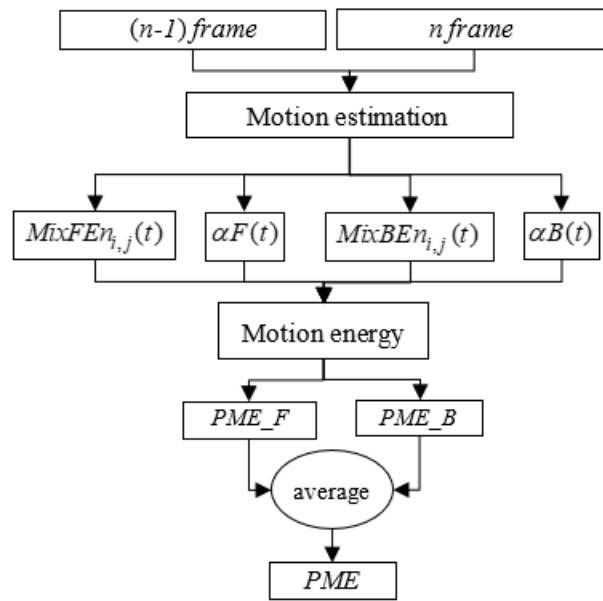 (n-1) frame
n frame
Motion estimation
MixFEn_{i,j}(t)
αF(t)
MixBEn_{i,j}(t)
αB(t)
Motion energy
PME_F
PME_B
average
PME